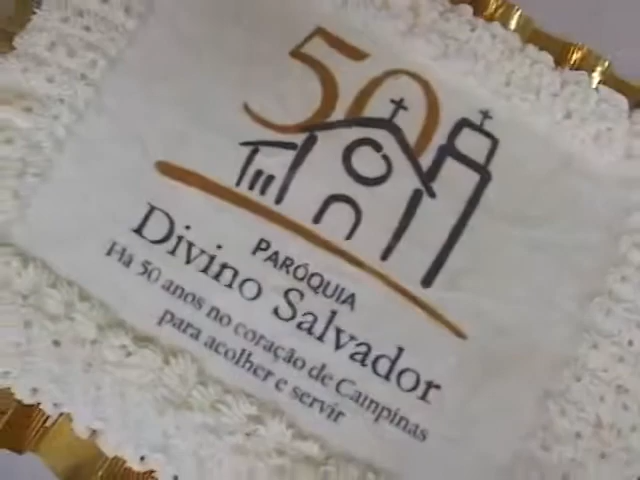 50
PARÓQUIA
Divino Salvador
Há 50 anos no coração de Campinas
para acolher e servir